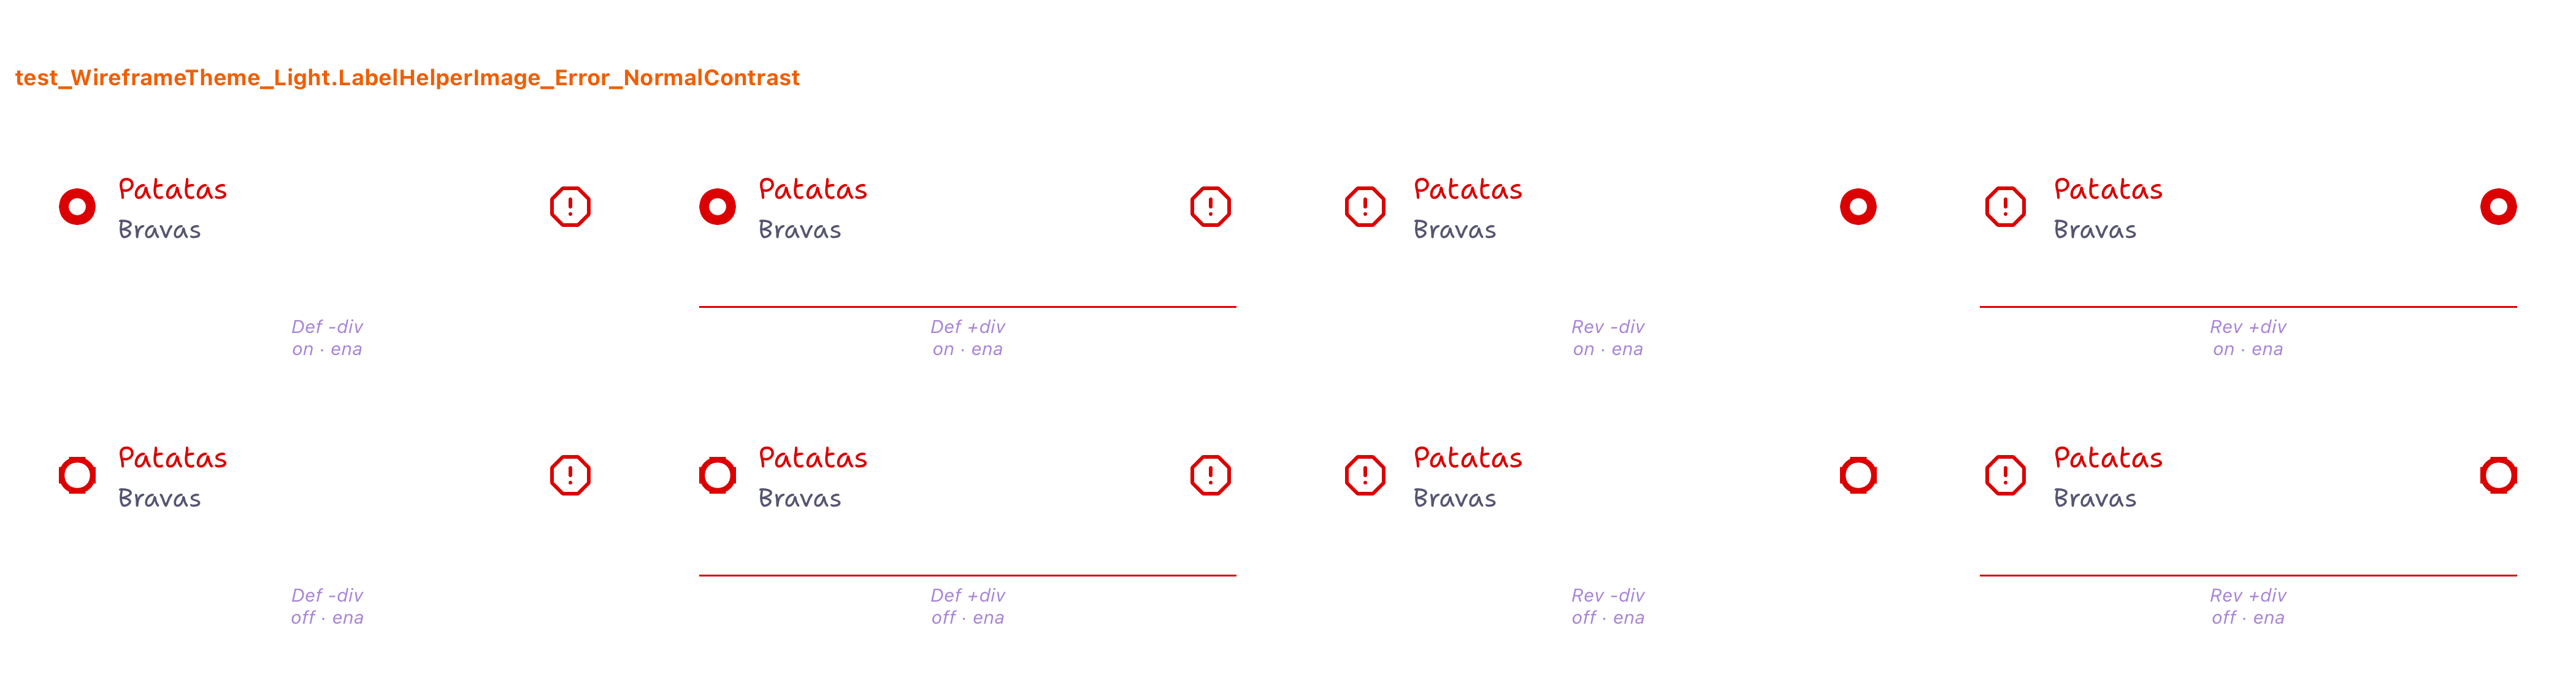 test_WireframeTheme_Light.LabelHelperImage_Error_NormalContrast
Patatas
Bravas
Def -div
on · ena
Patatas
Bravas
Def +div
on · ena
Patatas
Bravas
Rev -div
on · ena
Patatas
Bravas
Rev +div
on · ena
Patatas
Bravas
Def -div
off · ena
Patatas
Bravas
Def +div
off · ena
Patatas
Bravas
Rev -div
off · ena
Patatas
Bravas
Rev +div
off · ena